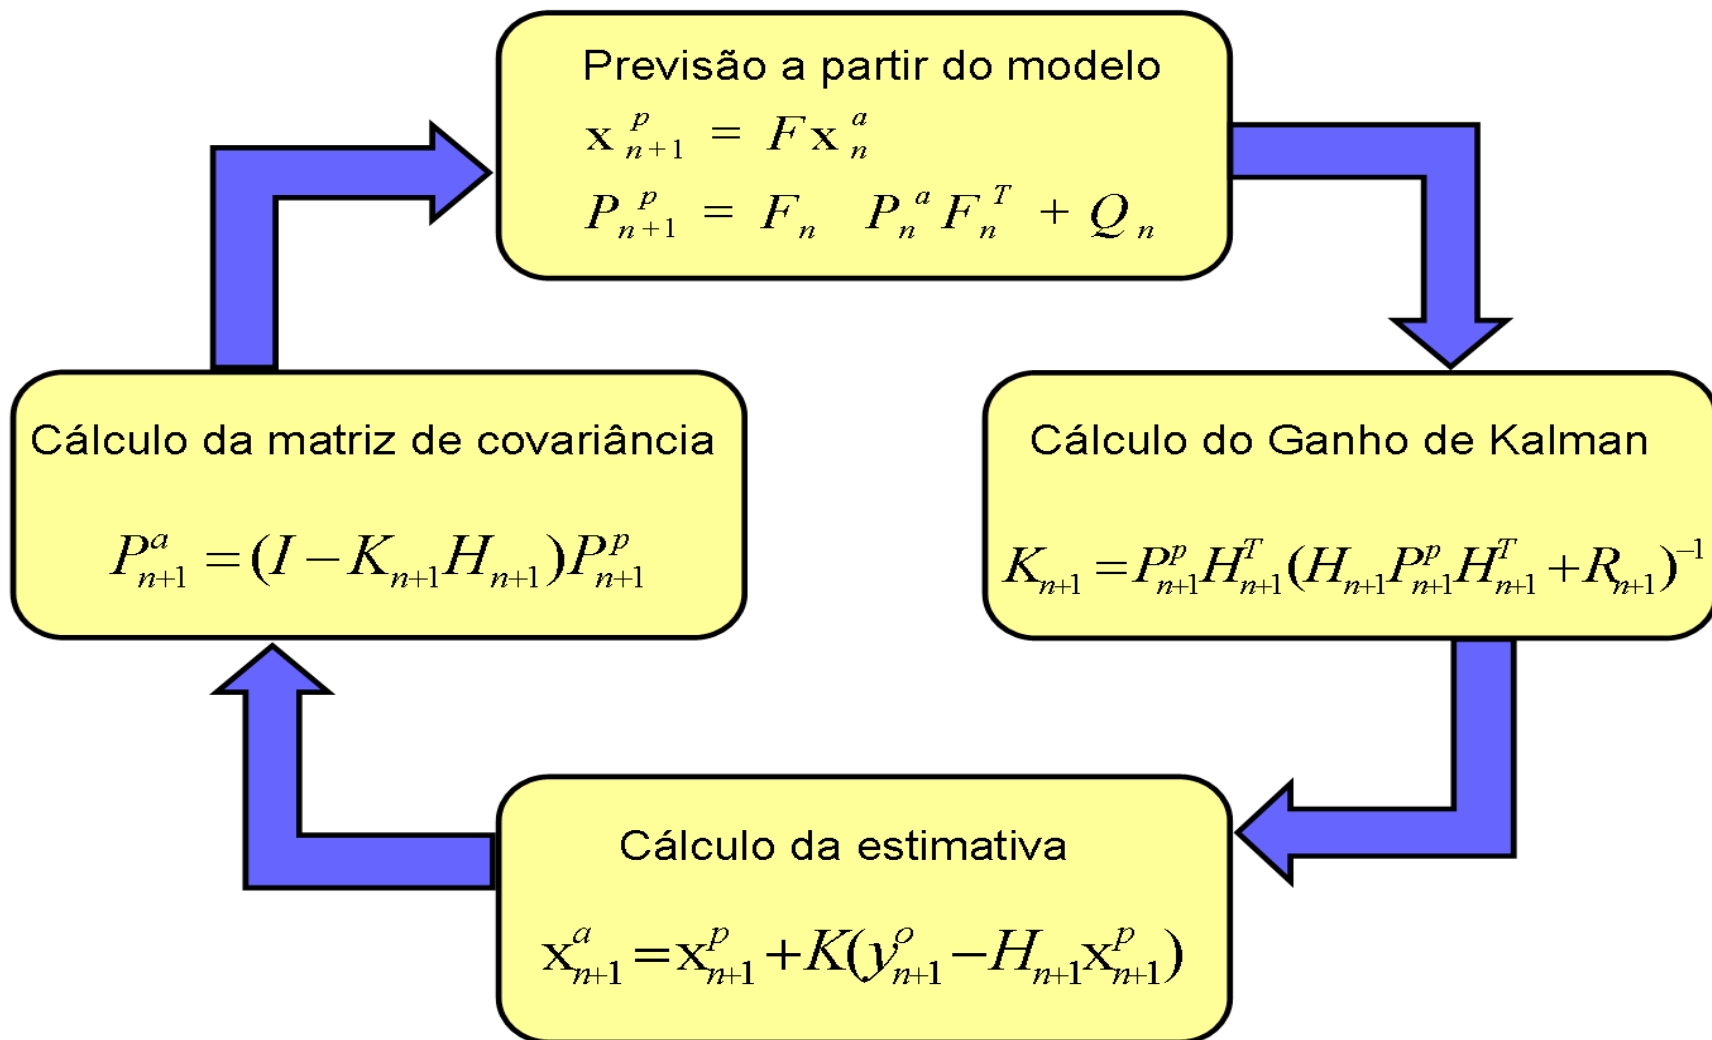 Previsão a partir do modelo
x^p_{n+1} = F x^a_n
P^p_{n+1} = F_n P^a_n F^T_n + Q_n
Cálculo do Ganho de Kalman
K_{n+1} = P^p_{n+1} H^T_{n+1} (H_{n+1} P^p_{n+1} H^T_{n+1} + R_{n+1})^{-1}
Cálculo da estimativa
x^a_{n+1} = x^p_{n+1} + K(y^o_{n+1} - H_{n+1} x^p_{n+1})
Cálculo da matriz de covariância
P^a_{n+1} = (I - K_{n+1} H_{n+1}) P^p_{n+1}